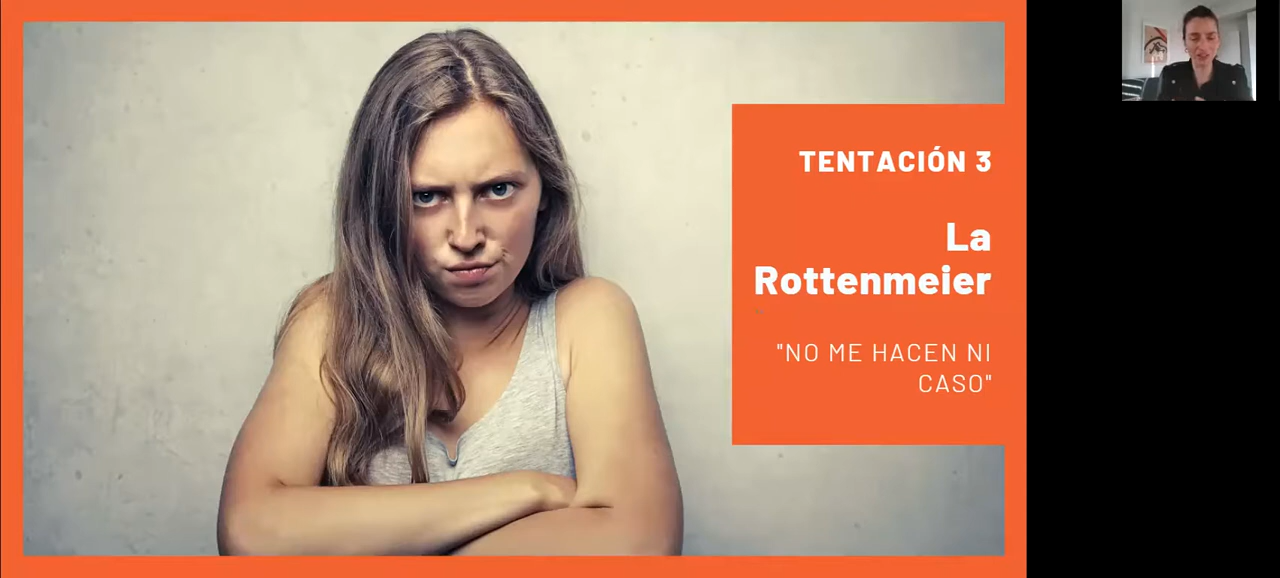 TENTACIÓN 3
La
Rottenmeier
"NO ME HACEN NI
CASO"